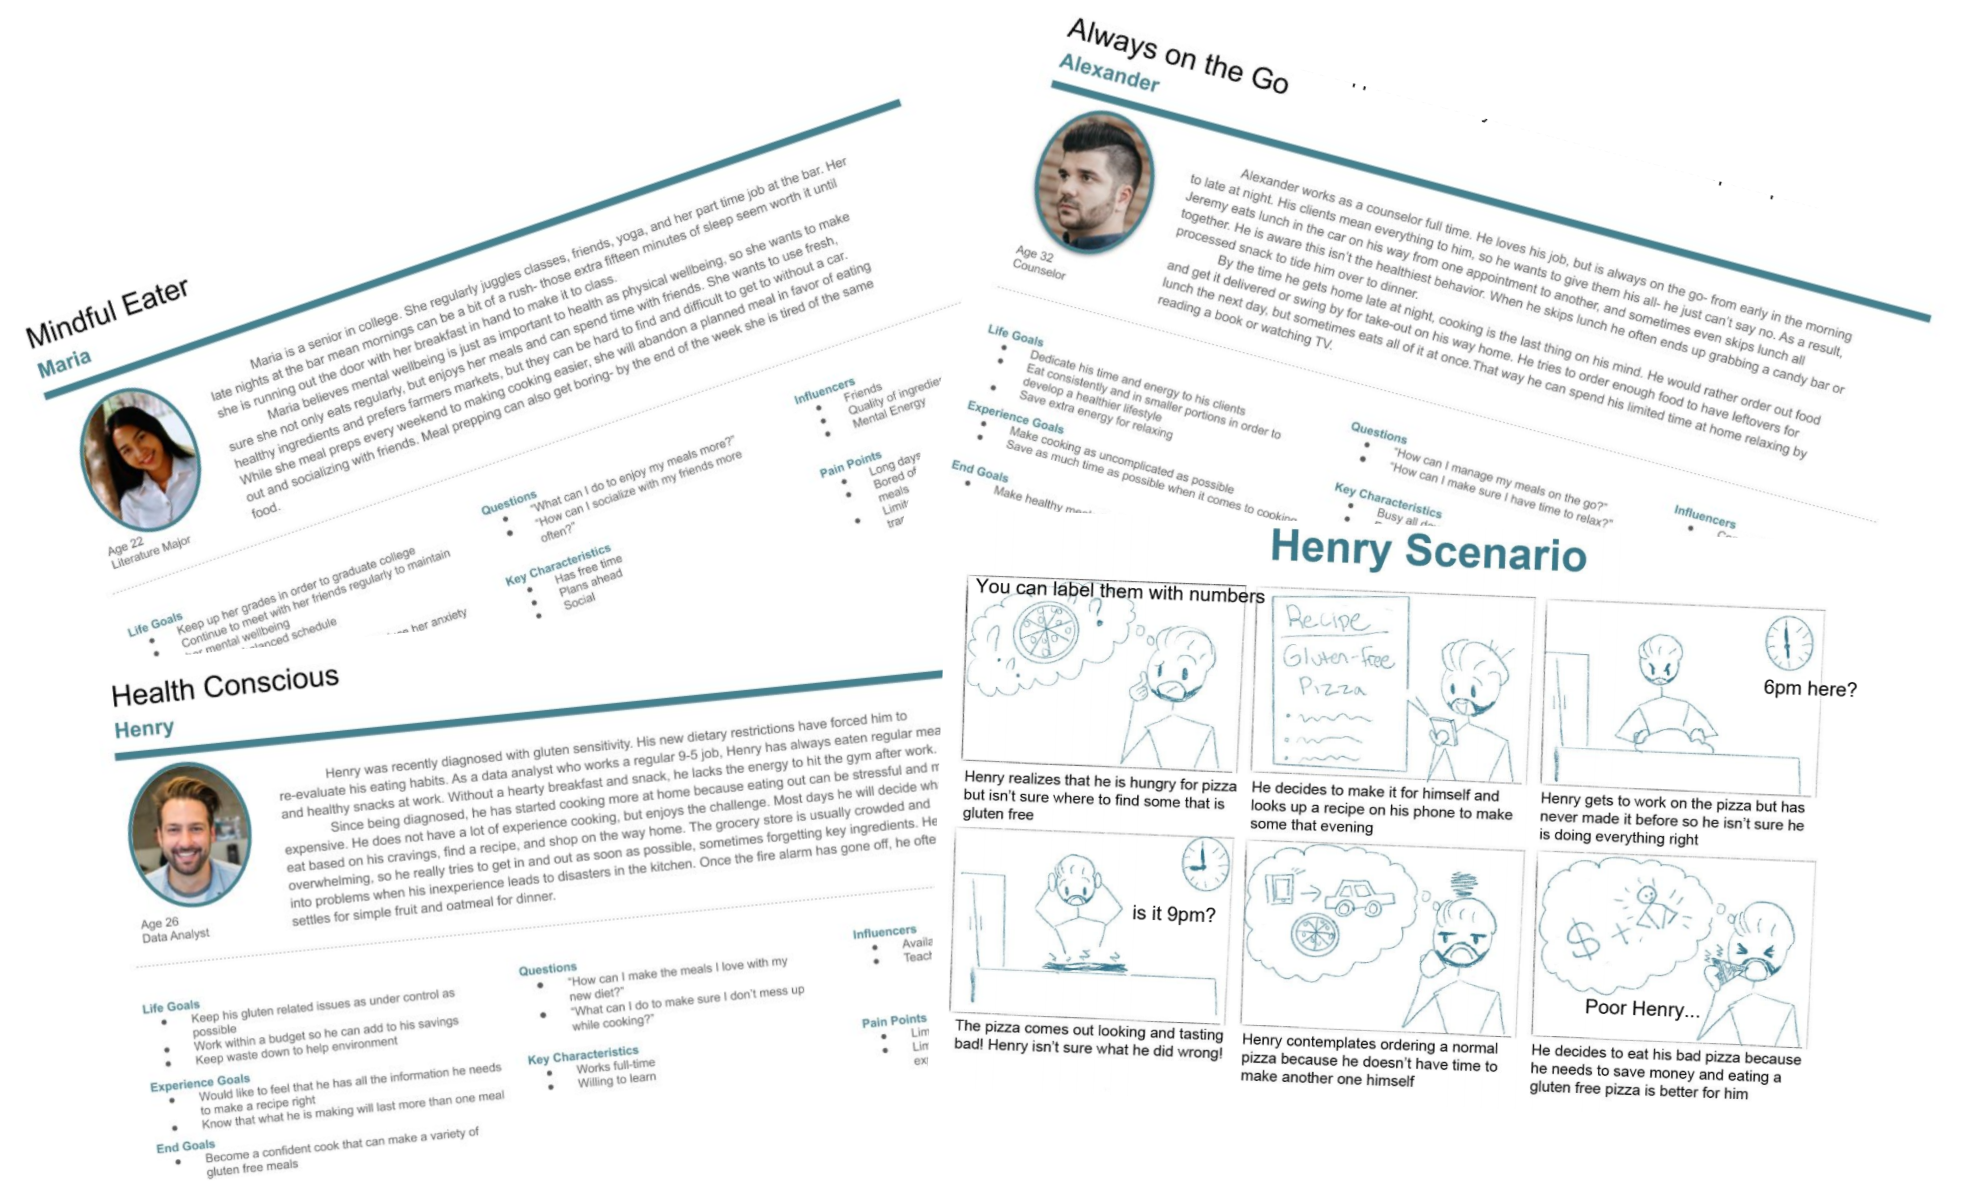 Mindful Eater
Maria
Age 22
Literature Major
Maria is a senior in college. She regularly juggles classes, friends, yoga, and her part time job at the bar. Her
late nights at the bar mean mornings can be a bit of a rush- those extra fifteen minutes of sleep seem worth it until
she is running out the door with her breakfast in hand to make it to class.
Maria believes mental wellbeing is just as important to health as physical wellbeing, so she wants to make
sure she not only eats regularly, but enjoys her meals and can spend time with friends. She wants to use fresh,
healthy ingredients and prefers farmers markets, but they can be hard to find and difficult to get to without a car.
While she meal preps every weekend to making cooking easier, she will abandon a planned meal in favor of eating
out and socializing with friends. Meal prepping can also get boring- by the end of the week she is tired of the same
food.
Life Goals
Keep up her grades in order to graduate college
Continue to meet with her friends regularly to maintain
her mental wellbeing
schedule
her anxiety
Questions
"What can I do to enjoy my meals more?"
"How can I socialize with my friends more
often?"
Key Characteristics
Has free time
Plans ahead
Social
Influencers
Friends
Quality of
Mental Energy
Pain Points
Long days
Bored of
meals
Always on the Go
Alexander
Age 32
Counselor
Alexander works as a counselor full time. He loves his job, but is always on the go- from early in the morning
to late at night. His clients mean everything to him, so he wants to give them his all- he just can't say no. As a result,
Jeremy eats lunch in the car on his way from one appointment to another, and sometimes even skips lunch all
together. He is aware this isn't the healthiest behavior. When he skips lunch he often ends up grabbing a candy bar or
processed snack to tide him over to dinner.
By the time he gets home late at night, cooking is the last thing on his mind. He would rather order out food
and get it delivered or swing by for take-out on his way home. He tries to order enough food to have leftovers for
lunch the next day, but sometimes eats all of it at once.That way he can spend his limited time at home relaxing by
reading a book or watching TV.
Life Goals
Dedicate his time and energy to his clients
Eat consistently and in smaller portions in order to
develop a healthier lifestyle
Save extra energy for relaxing
Experience Goals
Make cooking as uncomplicated as possible
Save as much time as possible when it comes to cooking
End Goals
Make healthy
Questions
"How can I manage my meals on the go?"
"How can I make sure I have time to relax?"
Key Characteristics
Busy all
Influencers
Health Conscious
Henry
Age 26
Data Analyst
Henry was recently diagnosed with gluten sensitivity. His new dietary restrictions have forced him to
re-evaluate his eating habits. As a data analyst who works a regular 9-5 job, Henry has always eaten regular
and healthy snacks at work. Without a hearty breakfast and snack, he lacks the energy to hit the gym after work.
Since being diagnosed, he has started cooking more at home because eating out can be stressful and
expensive. He does not have a lot of experience cooking, but enjoys the challenge. Most days he will decide
eat based on his cravings, find a recipe, and shop on the way home. The grocery store is usually crowded and
overwhelming, so he really tries to get in and out as soon as possible, sometimes forgetting key ingredients. He
into problems when his inexperience leads to disasters in the kitchen. Once the fire alarm has gone off, he
settles for simple fruit and oatmeal for dinner.
Life Goals
Keep his gluten related issues as under control as
possible
Work within a budget so he can add to his savings
Keep waste down to help environment
Experience Goals
Would like to feel that he has all the information he needs
to make a recipe right
Know that what he is making will last more than one meal
End Goals
Become a confident cook that can make a variety of
gluten free meals
Questions
"How can I make the meals I love with my
new diet?"
"What can I do to make sure I don't mess up
while cooking?"
Key Characteristics
Works full-time
Willing to learn
Influencers
Pain Points
Henry Scenario
You can label them with numbers
Recipe
Gluten-free
Pizza
6pm here?
Henry realizes that he is hungry for pizza
but isn't sure where to find some that is
gluten free
He decides to make it for himself and
looks up a recipe on his phone to make
some that evening
Henry gets to work on the pizza but has
never made it before so he isn't sure he
is doing everything right
is it 9pm?
$ +
Poor Henry...
The pizza comes out looking and tasting
bad! Henry isn't sure what he did wrong!
Henry contemplates ordering a normal
pizza because he doesn't have time to
make another one himself
He decides to eat his bad pizza because
he needs to save money and eating a
gluten free pizza is better for him